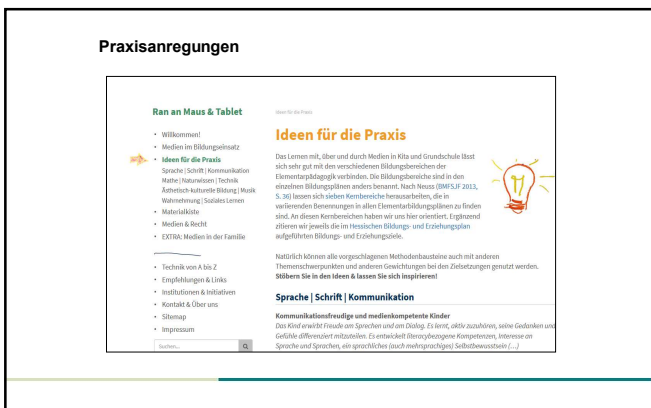 Praxisanregungen
Ran an Maus & Tablet
• Willkommen!
• Medien im Bildungseinsatz
• Ideen für die Praxis
Sprache | Schrift | Kommunikation
Mathe | Naturwissen | Technik
Ästhetisch-kulturelle Bildung | Musik
Wahrnehmung | Soziales Lernen
• Materialkiste
• Medien & Recht
• EXTRA: Medien in der Familie
• Technik von A bis Z
• Empfehlungen & Links
• Institutionen & Initiativen
• Kontakt & Über uns
• Sitemap
• Impressum
Suchen...
Ideen für die Praxis
Ideen für die Praxis
Das Lernen mit, über und durch Medien in Kita und Grundschule lässt
sich sehr gut mit den verschiedenen Bildungsbereichen der
Elementarpädagogik verbinden. Die Bildungsbereiche sind in den
einzelnen Bildungsplänen anders benannt. Nach Neuss (BMFSJF 2013,
S. 36) lassen sich sieben Kernbereiche herausarbeiten, die in
variierenden Benennungen in allen Elementarbildungsplänen zu finden
sind. An diesen Kernbereichen haben wir uns hier orientiert. Ergänzend
zitieren wir jeweils die im Hessischen Bildungs- und Erziehungsplan
aufgeführten Bildungs- und Erziehungsziele.
Natürlich können alle vorgeschlagenen Methodenbausteine auch mit anderen
Themenschwerpunkten und anderen Gewichtungen bei den Zielsetzungen genutzt werden.
Stöbern Sie in den Ideen & lassen Sie sich inspirieren!
Sprache | Schrift | Kommunikation
Kommunikationsfreudige und medienkompetente Kinder
Das Kind erwirbt Freude am Sprechen und am Dialog. Es lernt, aktiv zuzuhören, seine Gedanken und
Gefühle differenziert mitzuteilen. Es entwickelt literacybezogene Kompetenzen, Interesse an
Sprache und Sprachen, ein sprachliches (auch mehrsprachiges) Selbstbewusstsein (…)